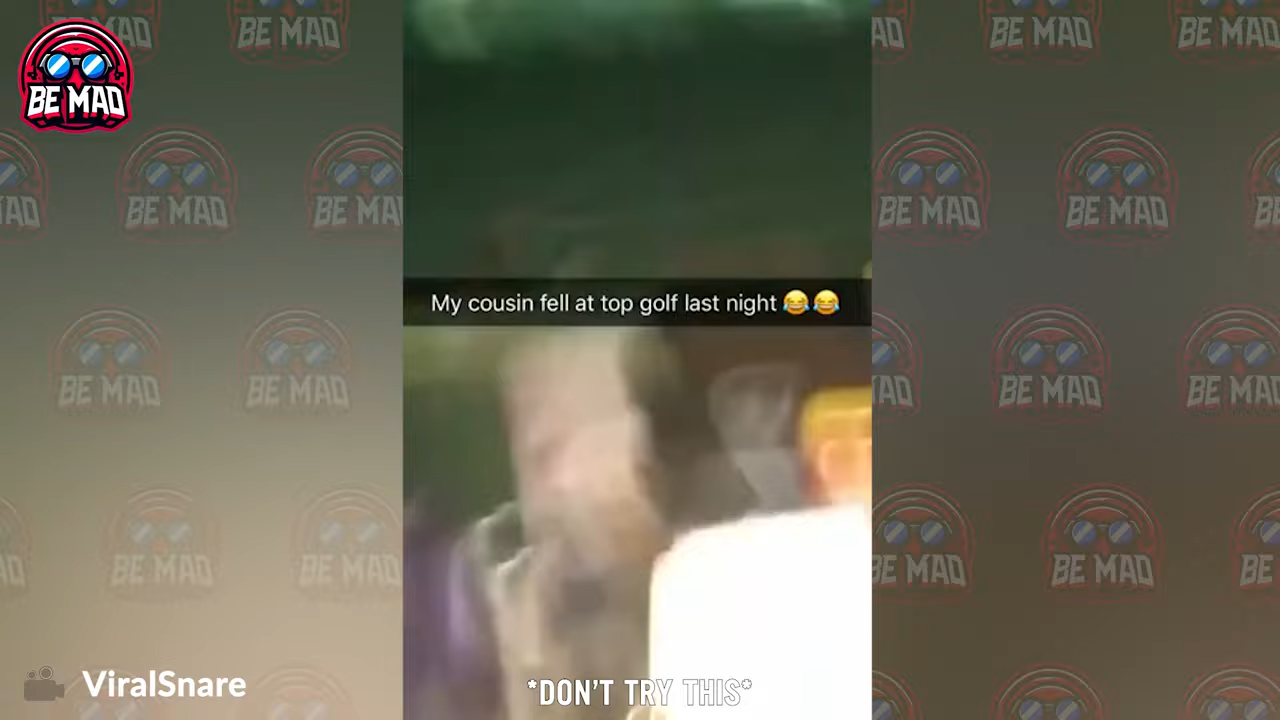 BE MAD
My cousin fell at top golf last night 😂😂
ViralSnare
*DON'T TRY THIS*